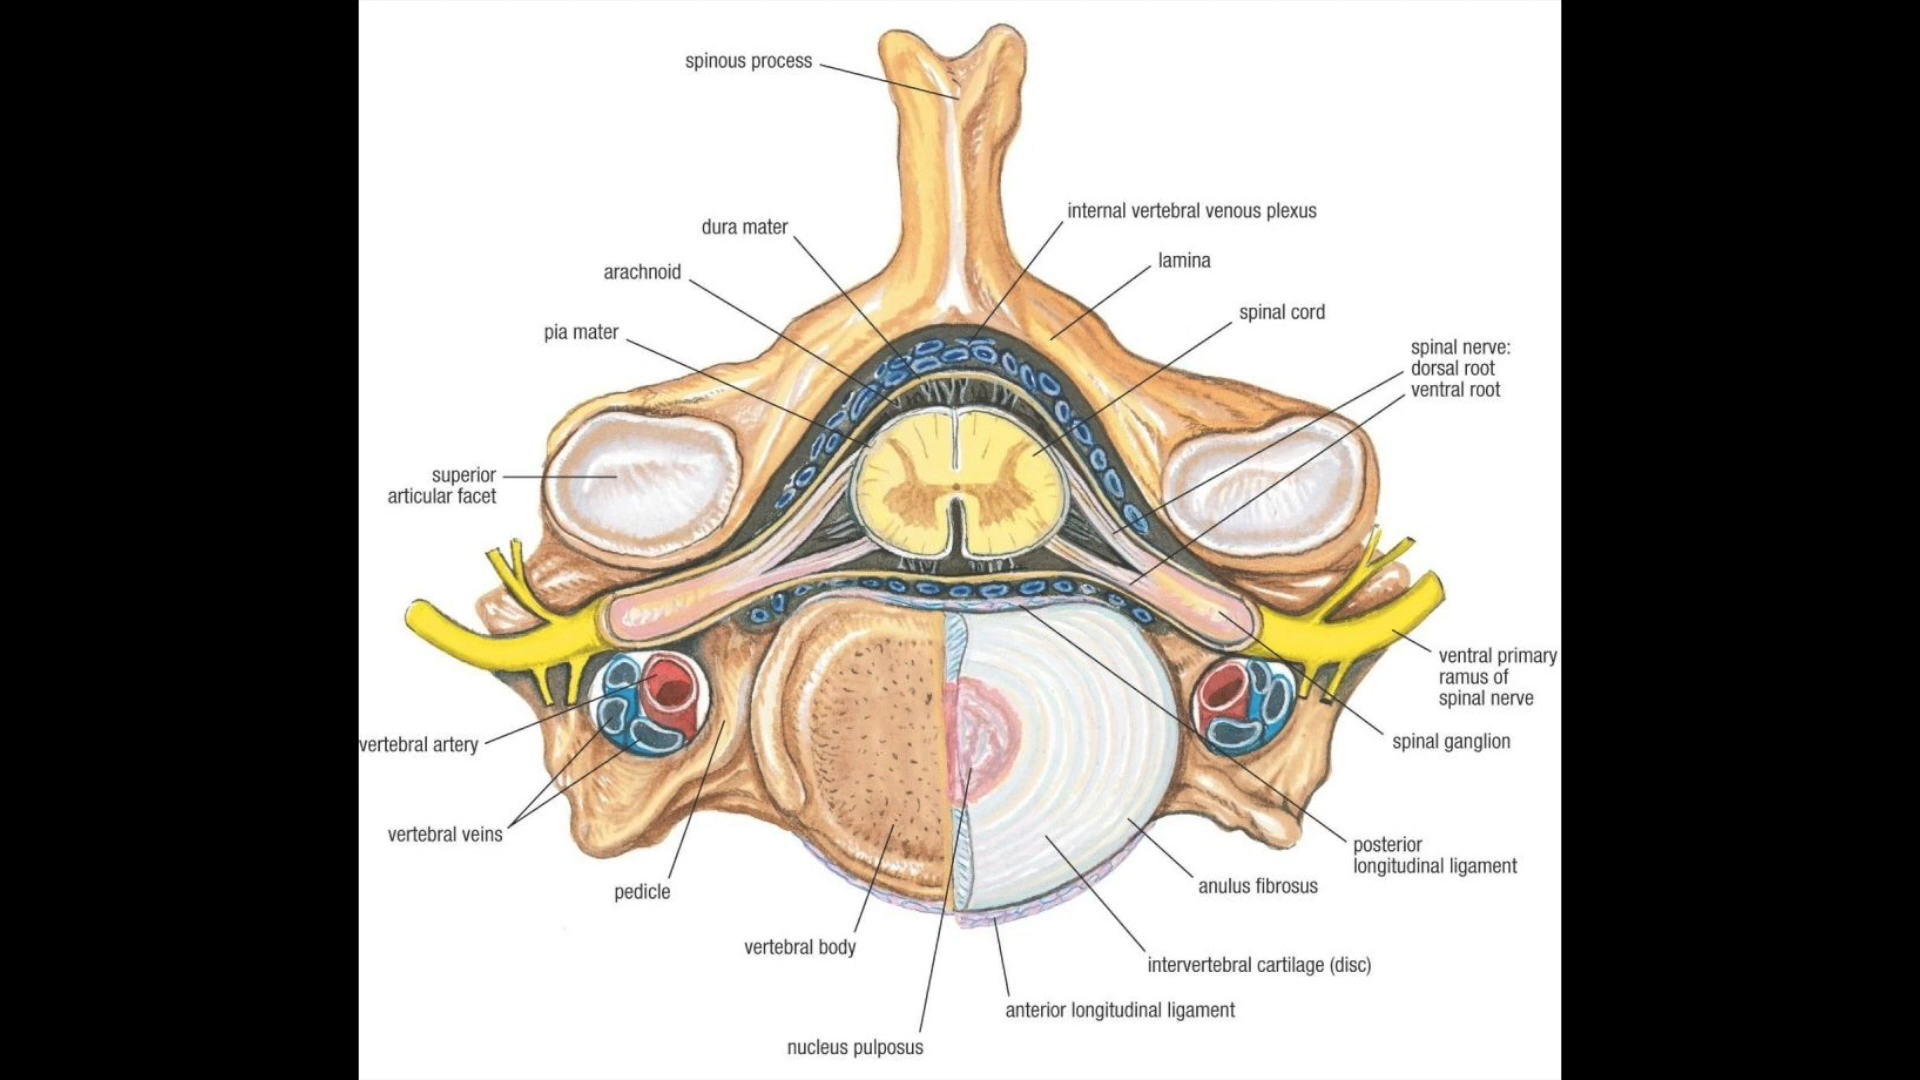 spinous process
internal vertebral venous plexus
dura mater
lamina
arachnoid
spinal cord
pia mater
spinal nerve:
dorsal root
ventral root
superior
articular facet
ventral primary
ramus of
spinal nerve
vertebral artery
spinal ganglion
vertebral veins
posterior
longitudinal ligament
pedicle
anulus fibrosus
vertebral body
intervertebral cartilage (disc)
anterior longitudinal ligament
nucleus pulposus